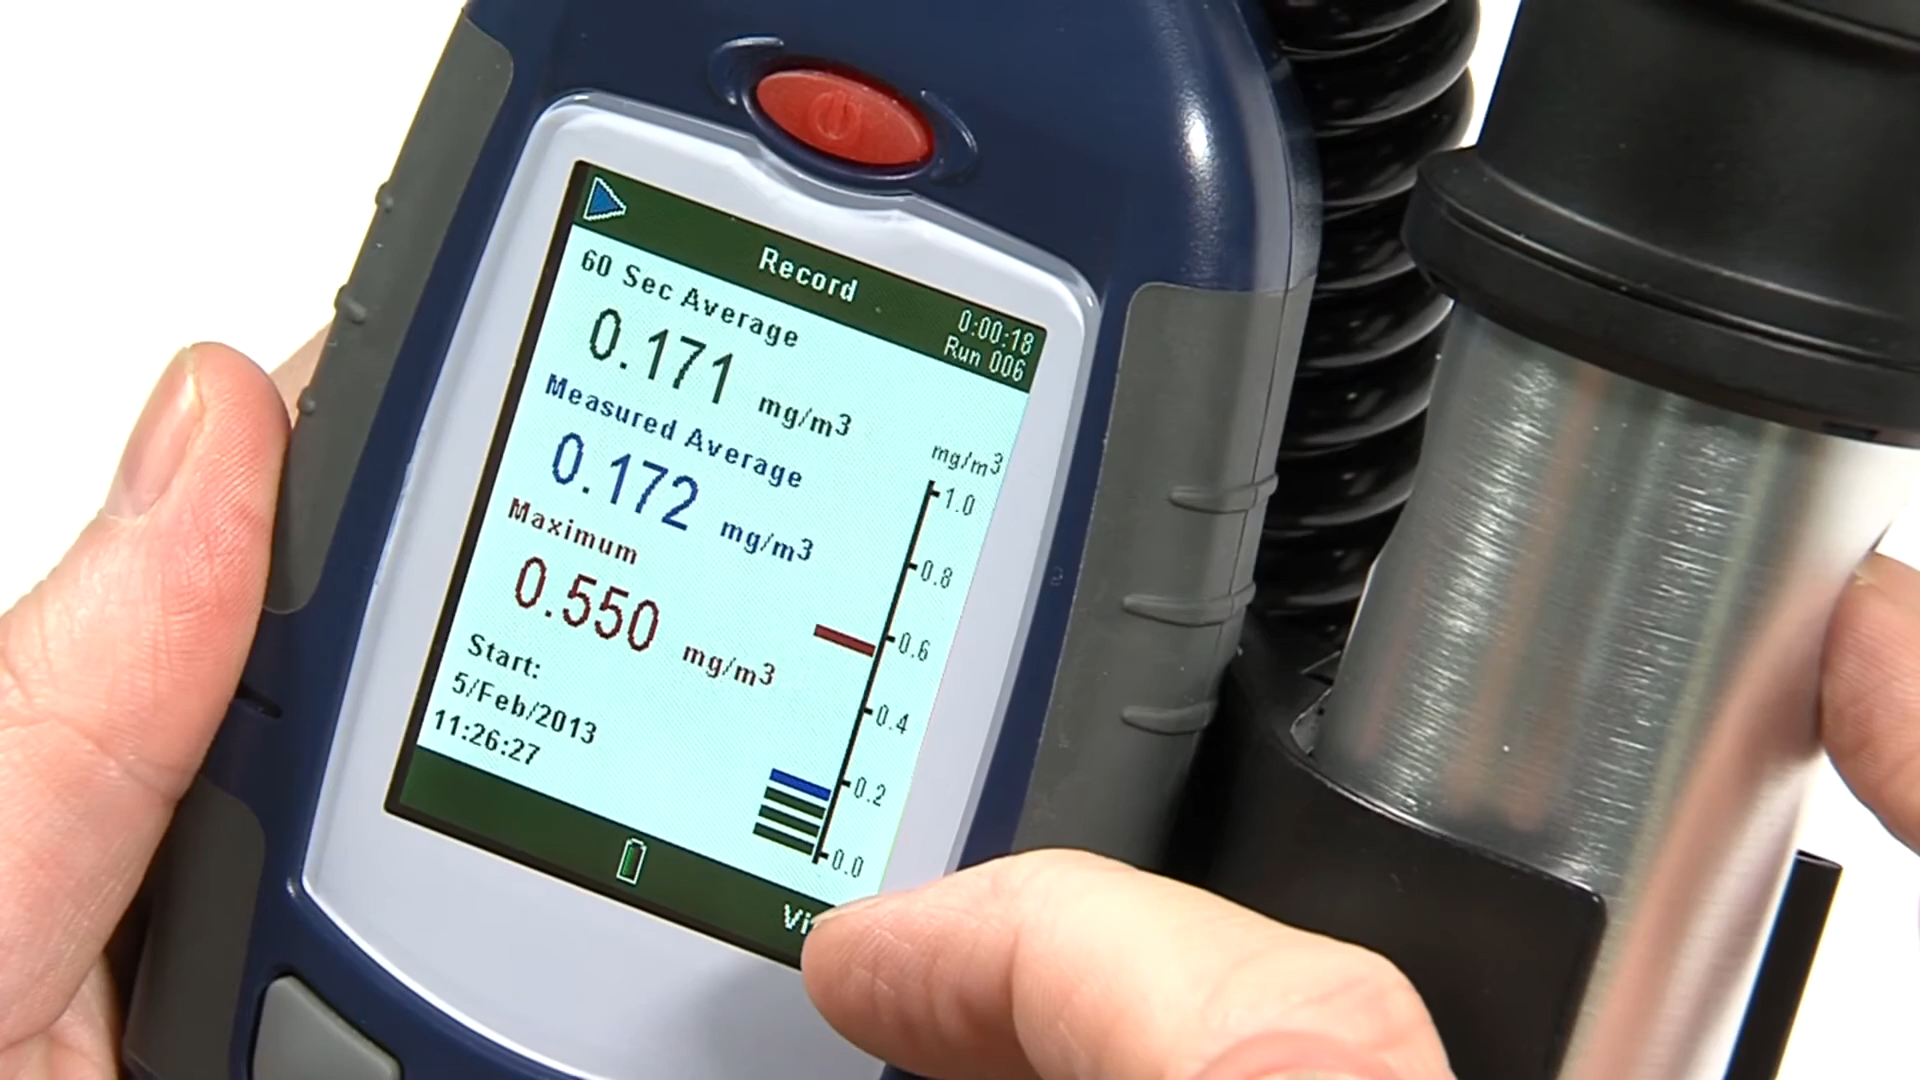 Record
0:00:18
Run 006
60 Sec Average
0.171 mg/m3
Measured Average
0.172 mg/m3
Maximum
0.550 mg/m3
Start:
5/Feb/2013
11:26:27
mg/m3
1.0
0.8
0.6
0.4
0.2
0.0